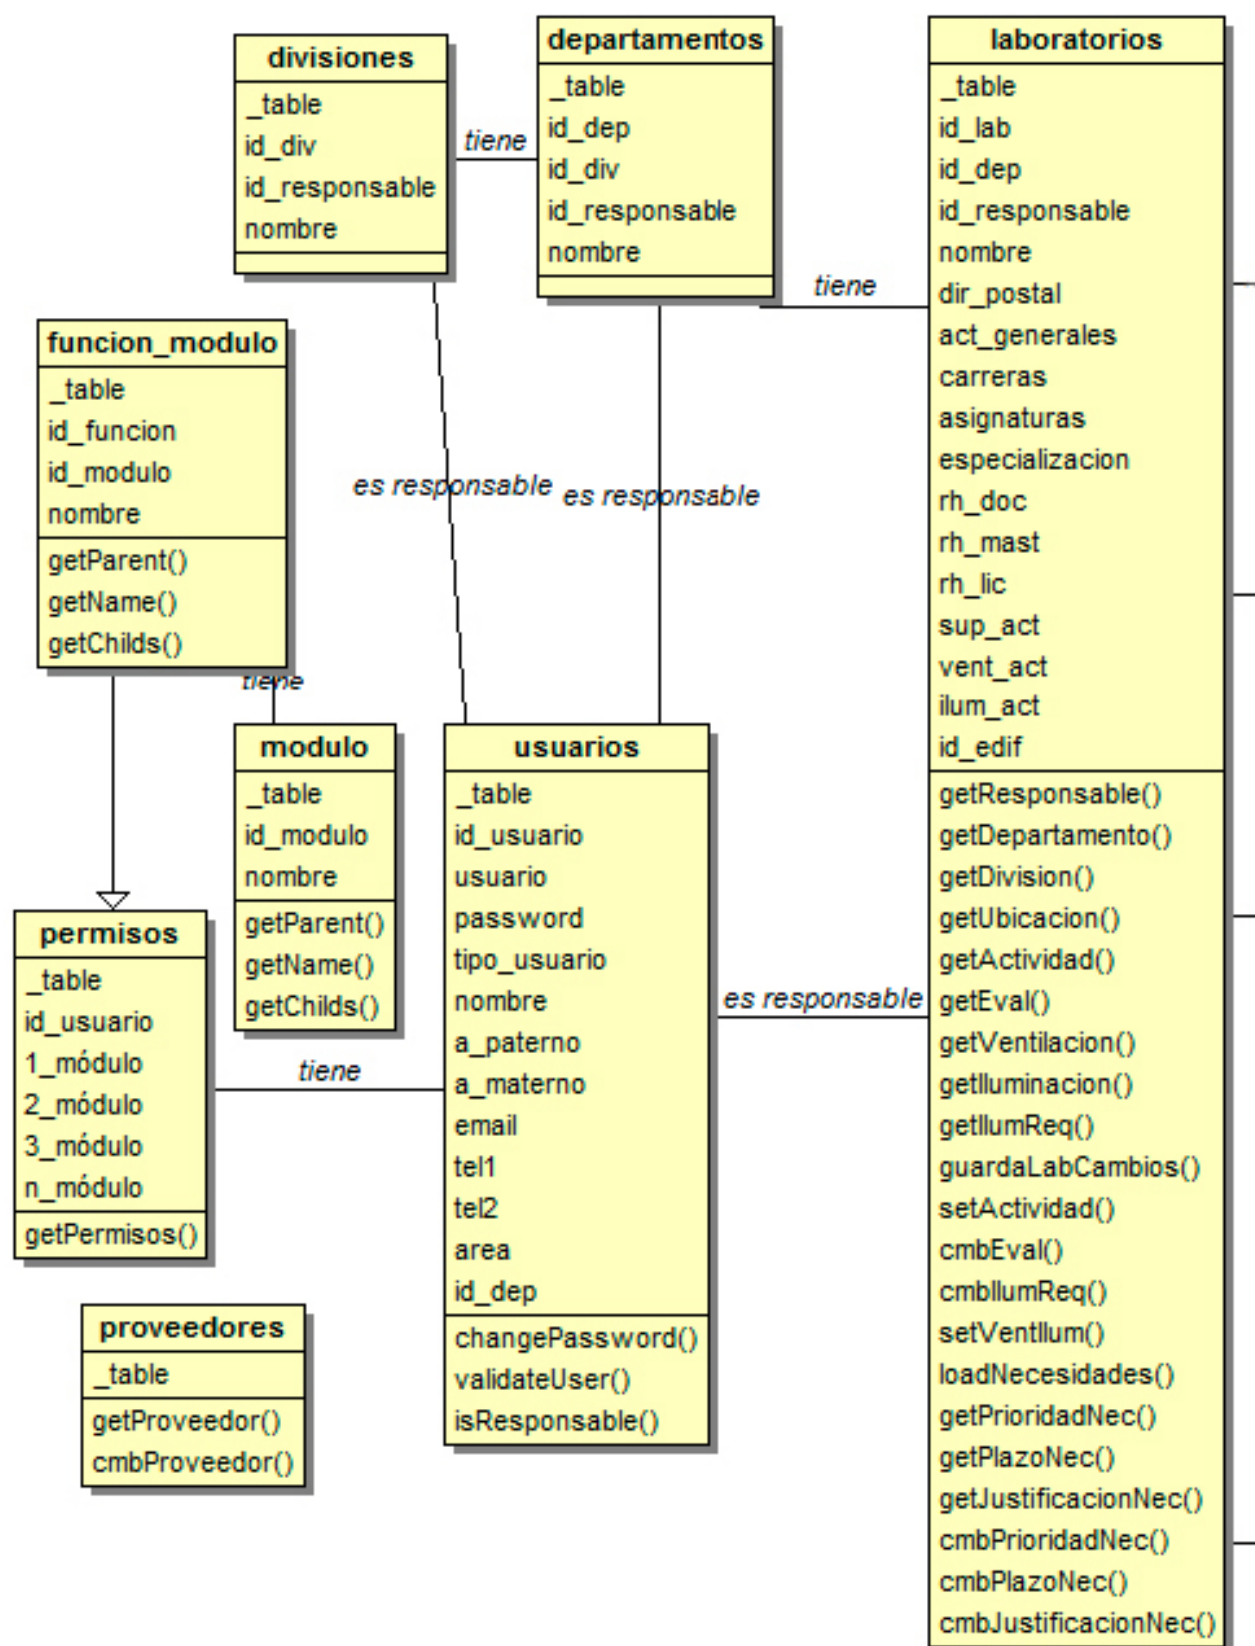 divisiones
_table
id_div
id_responsable
nombre
tiene
departamentos
_table
id_dep
id_div
id_responsable
nombre
tiene
laboratorios
_table
id_lab
id_dep
id_responsable
nombre
dir_postal
act_generales
carreras
asignaturas
especializacion
rh_doc
rh_mast
rh_lic
sup_act
vent_act
ilum_act
id_edif
getResponsable()
getDepartamento()
getDivision()
getUbicacion()
getActividad()
getEval()
getVentilacion()
getIluminacion()
getIlumReq()
guardaLabCambios()
setActividad()
cmbEval()
cmbIlumReq()
setVentIlum()
loadNecesidades()
getPrioridadNec()
getPlazoNec()
getJustificacionNec()
cmbPrioridadNec()
cmbPlazoNec()
cmbJustificacionNec()
funcion_modulo
_table
id_funcion
id_modulo
nombre
getParent()
getName()
getChilds()
tiene
es responsable
es responsable
modulo
_table
id_modulo
nombre
getParent()
getName()
getChilds()
usuarios
_table
id_usuario
usuario
password
tipo_usuario
nombre
a_paterno
a_materno
email
tel1
tel2
area
id_dep
changePassword()
validateUser()
isResponsable()
es responsable
permisos
_table
id_usuario
1_módulo
2_módulo
3_módulo
n_módulo
getPermisos()
tiene
proveedores
_table
getProveedor()
cmbProveedor()